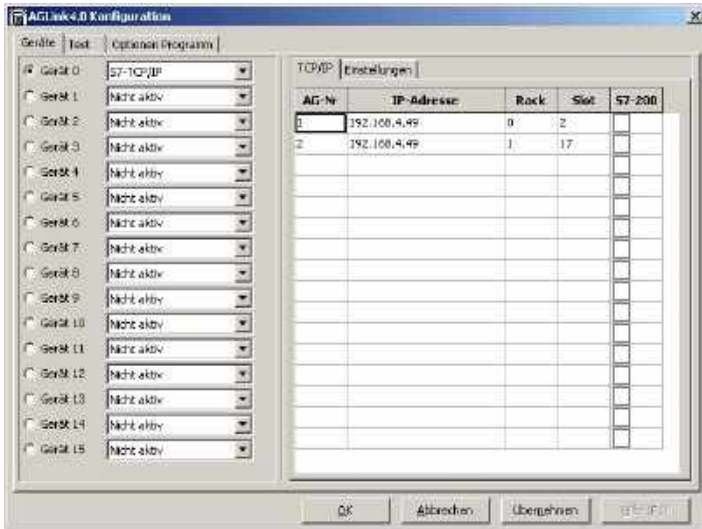 AGLink4.0 Konfiguration
Geräte Test Optionen Programm
Gerät 0 S7-TCP/IP
Gerät 1 Nicht aktiv
Gerät 2 Nicht aktiv
Gerät 3 Nicht aktiv
Gerät 4 Nicht aktiv
Gerät 5 Nicht aktiv
Gerät 6 Nicht aktiv
Gerät 7 Nicht aktiv
Gerät 8 Nicht aktiv
Gerät 9 Nicht aktiv
Gerät 10 Nicht aktiv
Gerät 11 Nicht aktiv
Gerät 12 Nicht aktiv
Gerät 13 Nicht aktiv
Gerät 14 Nicht aktiv
Gerät 15 Nicht aktiv
TCP/IP Einstellungen
AG-Nr IP-Adresse Rack Slot S7-200
1 192.168.4.49 0 2
2 192.168.4.49 1 17
OK Abbrechen Übernehmen